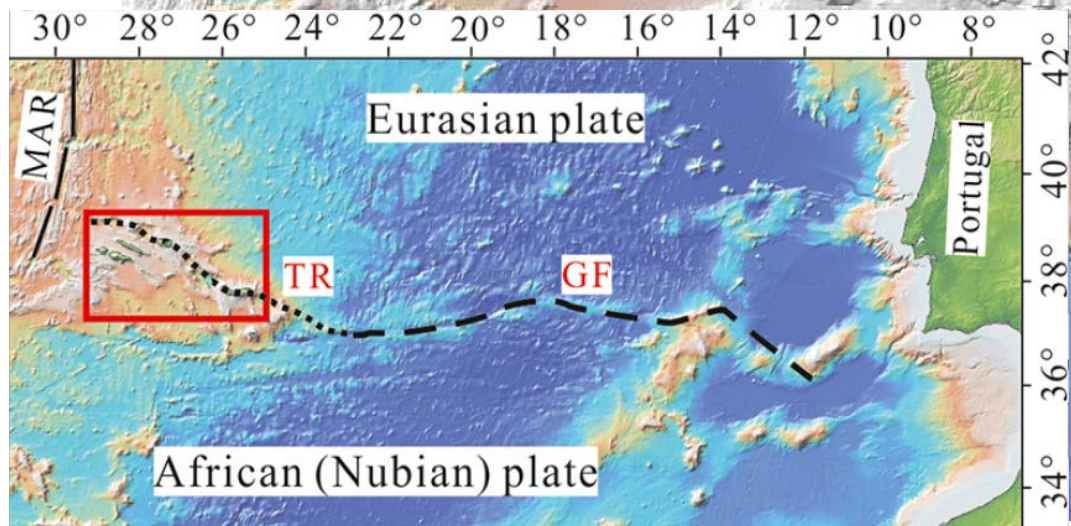 30° 28° 26° 24° 22° 20° 18° 16° 14° 12° 10° 8°
42°
Eurasian plate
MAR
40°
Portugal
38°
TR
GF
36°
African (Nubian) plate
34°